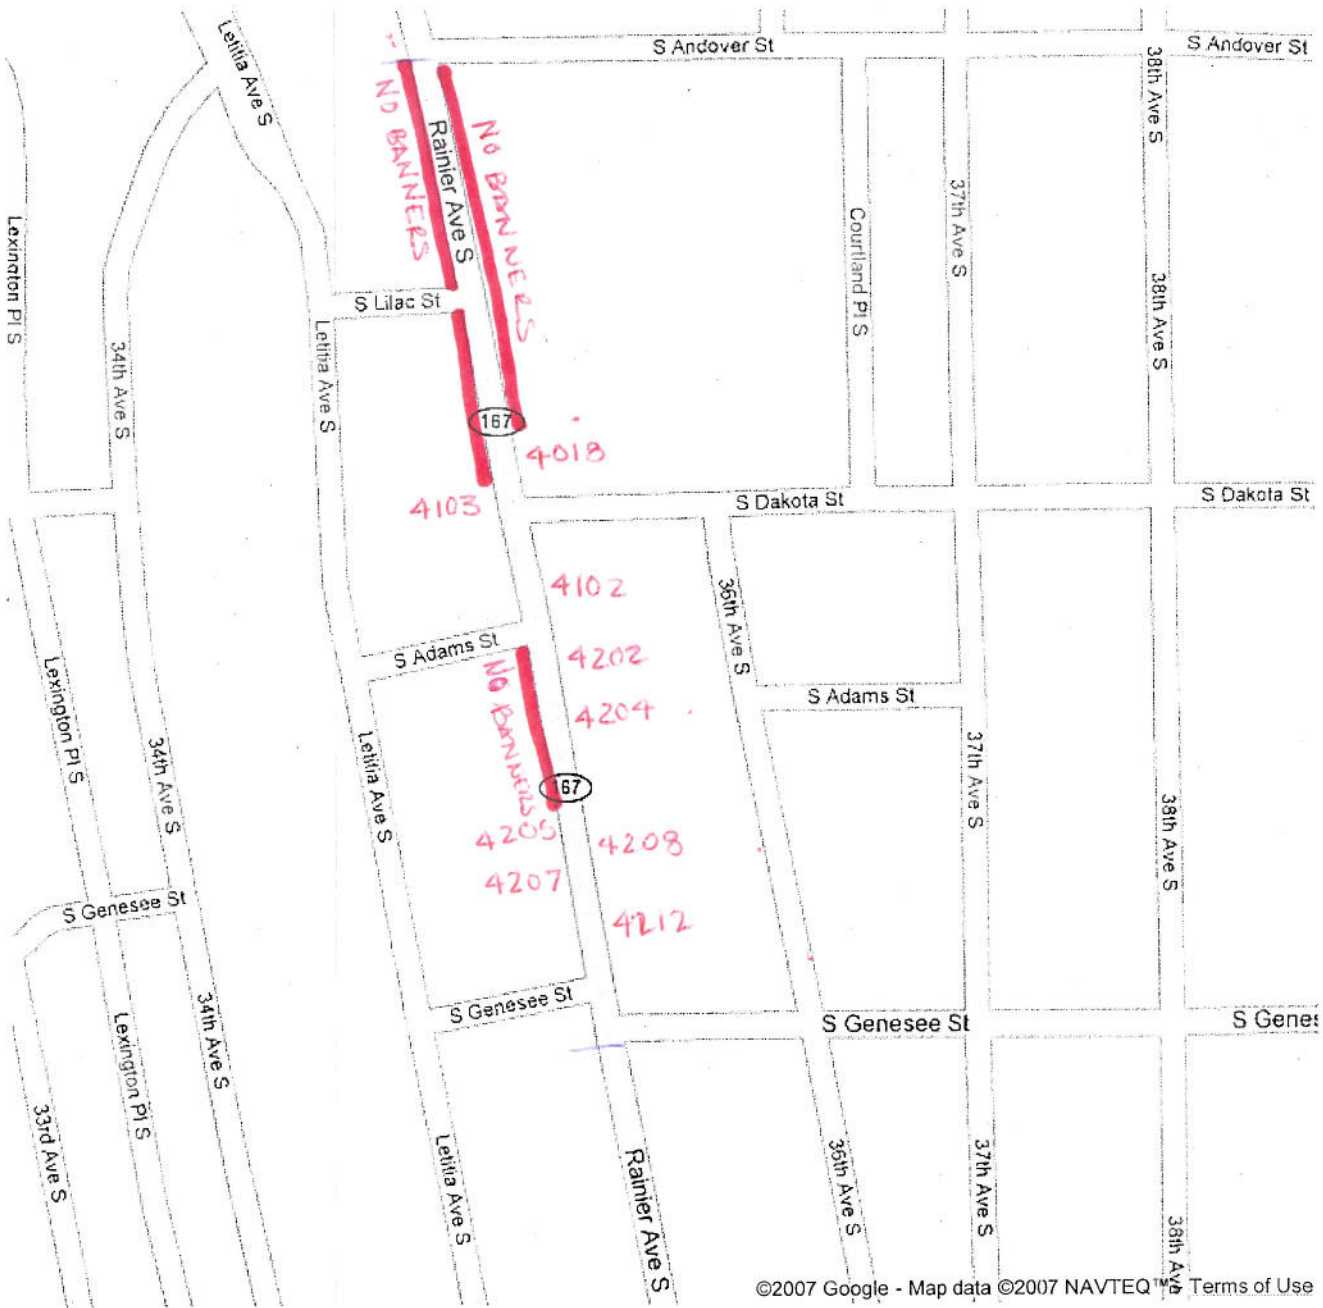 Letitia Ave S
S Andover St
S Andover St
38th Ave S
NO BANNERS
Rainier Ave S
NO BANNERS
Lexington Pl S
34th Ave S
S Lilac St
Letitia Ave S
Courtland Pl S
37th Ave S
38th Ave S
167
4018
4103
S Dakota St
S Dakota St
4102
36th Ave S
S Adams St
4202
NO BANNERS
4204
S Adams St
Lexington Pl S
34th Ave S
Letitia Ave S
37th Ave S
167
38th Ave S
4205
4208
4207
S Genesee St
4212
S Genesee St
S Genesee St
S Genes
34th Ave S
Lexington Pl S
33rd Ave S
Letitia Ave S
Rainier Ave S
36th Ave S
37th Ave S
38th Ave
©2007 Google - Map data ©2007 NAVTEQ™ - Terms of Use